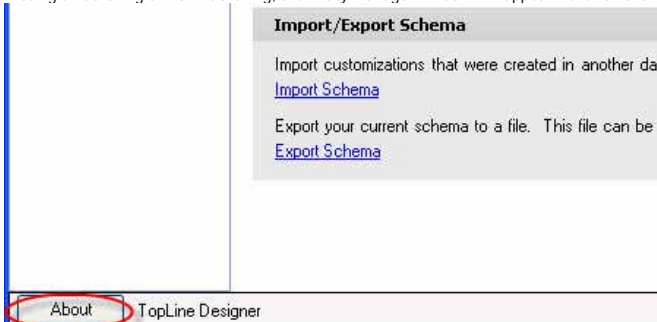 Import/Export Schema
Import customizations that were created in another da
Import Schema
Export your current schema to a file. This file can be
Export Schema
About TopLine Designer